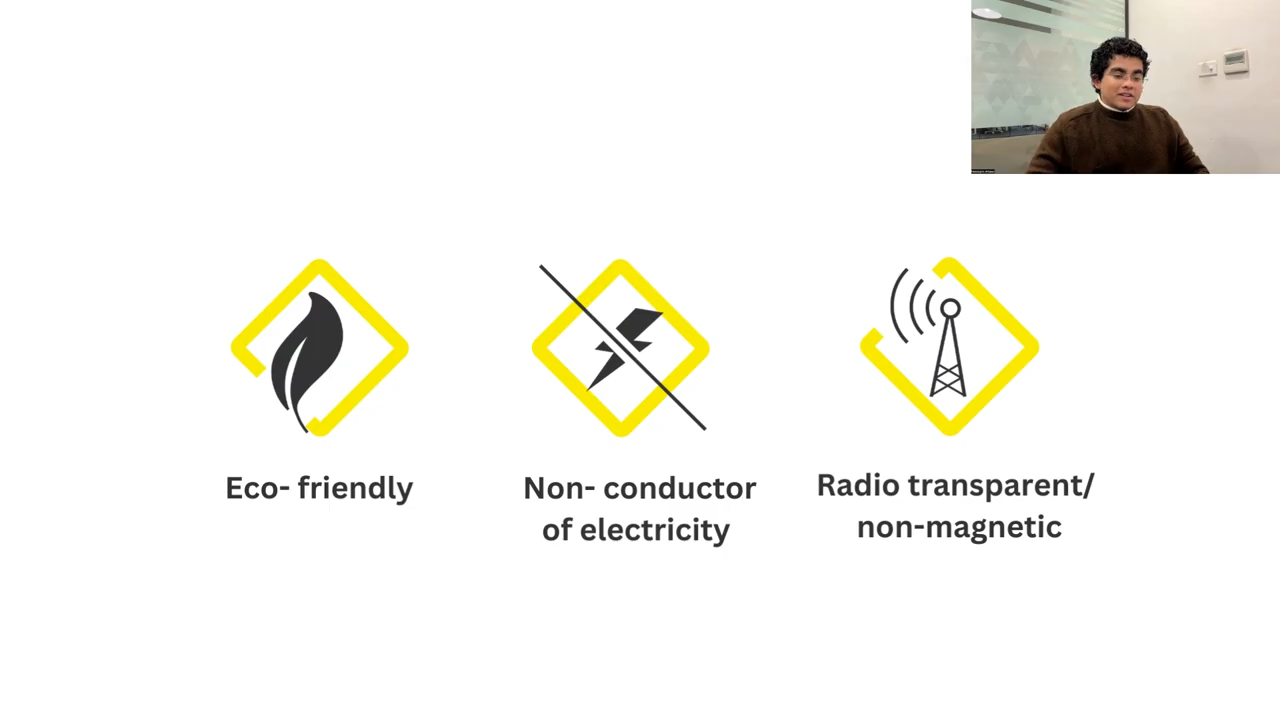 Eco- friendly
Non- conductor
of electricity
Radio transparent/
non-magnetic